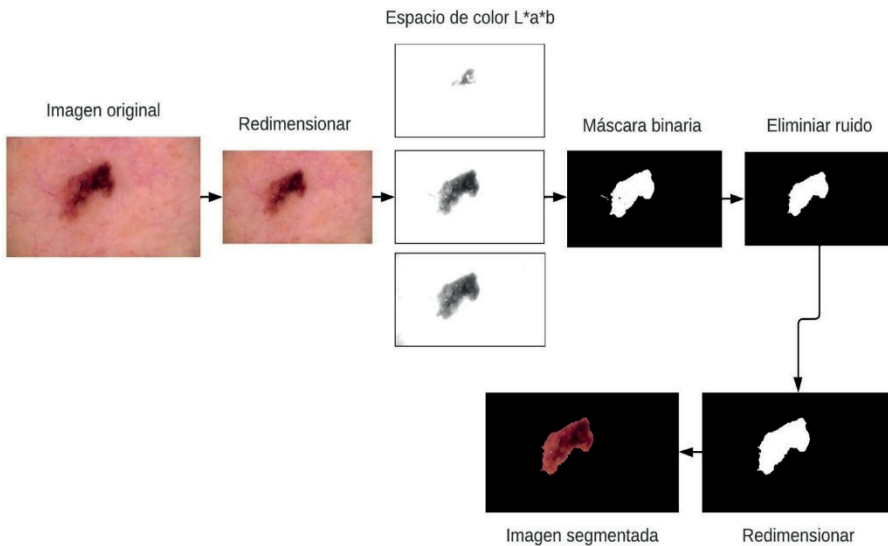 Espacio de color L*a*b
Imagen original
Redimensionar
Máscara binaria
Eliminiar ruido
Imagen segmentada
Redimensionar